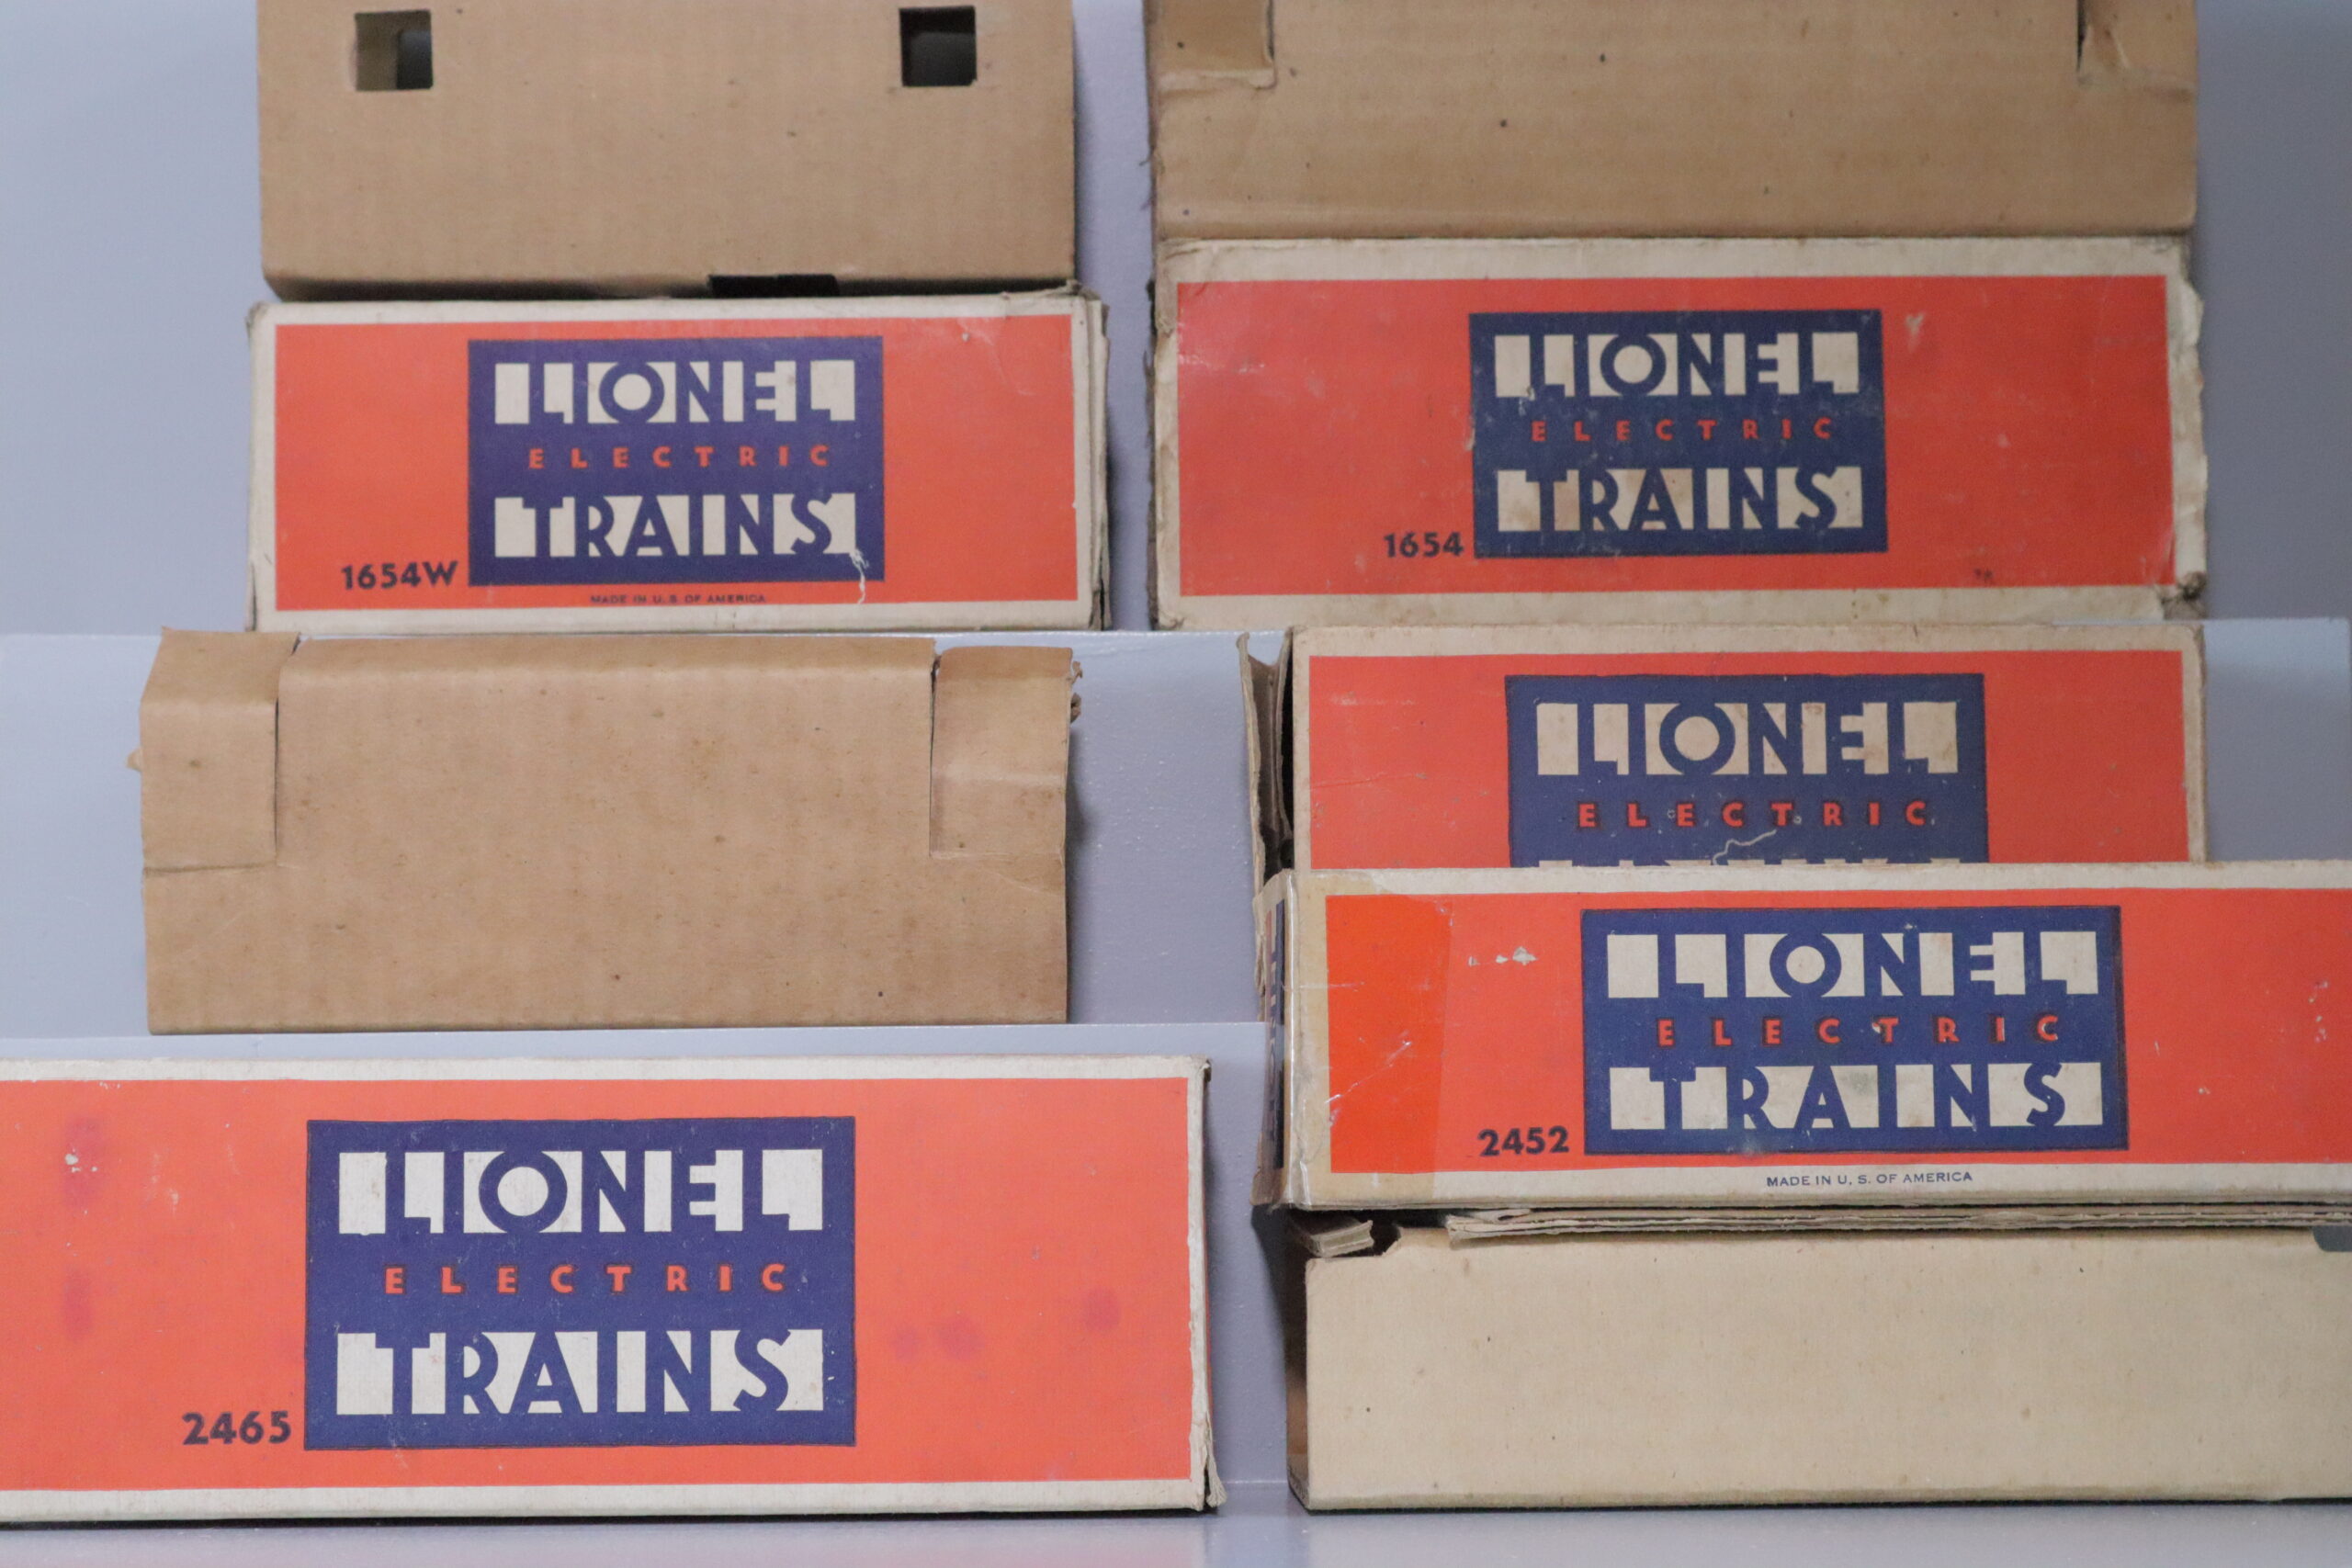 LIONEL
ELECTRIC
TRAINS
1654W
MADE IN U.S. OF AMERICA
LIONEL
ELECTRIC
TRAINS
1654
LIONEL
ELECTRIC
LIONEL
ELECTRIC
TRAINS
2452
MADE IN U. S. OF AMERICA
LIONEL
ELECTRIC
TRAINS
2465